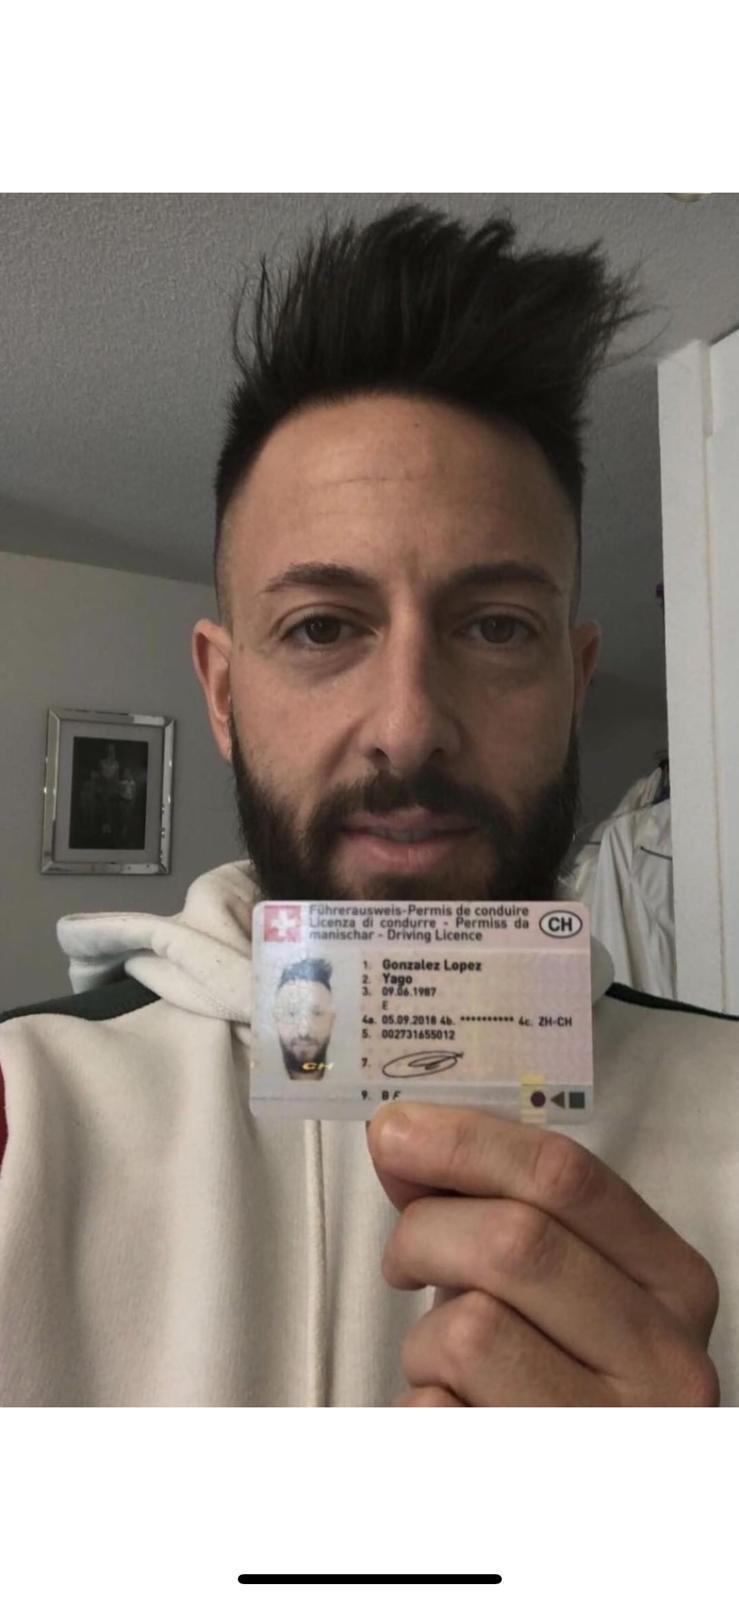 Führerausweis-Permis de conduire
Licenza di condurre - Permiss da
manischar - Driving Licence
CH
1. Gonzalez Lopez
2. Yago
3. 09.06.1987
E
4a. 05.09.2018 4b. ********** 4c. ZH-CH
5. 002731655012
7.
CH
9. B E